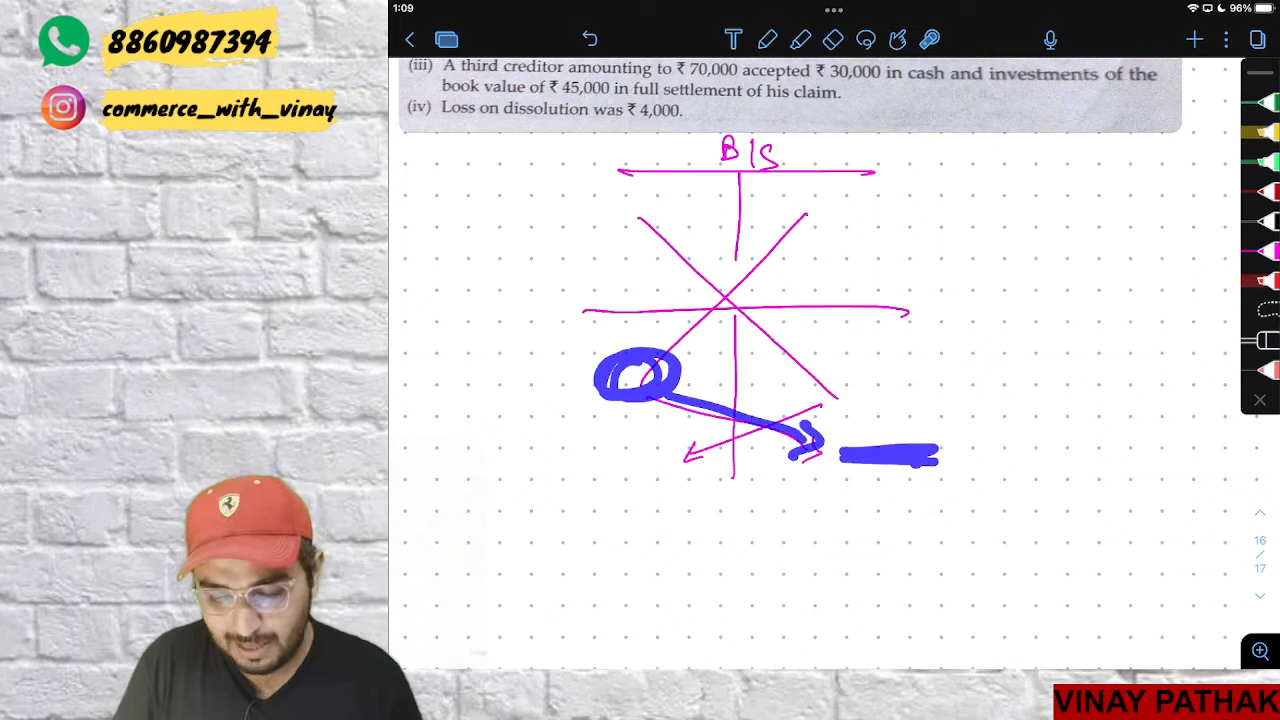 8860987394
commerce_with_vinay
1:09
96%
(iii) A third creditor amounting to ₹ 70,000 accepted ₹ 30,000 in cash and investments of the
book value of ₹ 45,000 in full settlement of his claim.
(iv) Loss on dissolution was ₹ 4,000.
B/S
16
17
VINAY PATHAK